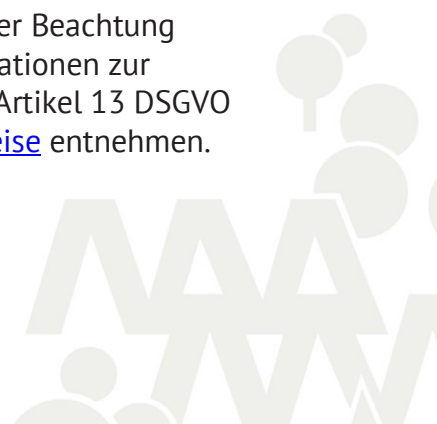 er Beachtung
ationen zur
Artikel 13 DSGVO
eise entnehmen.